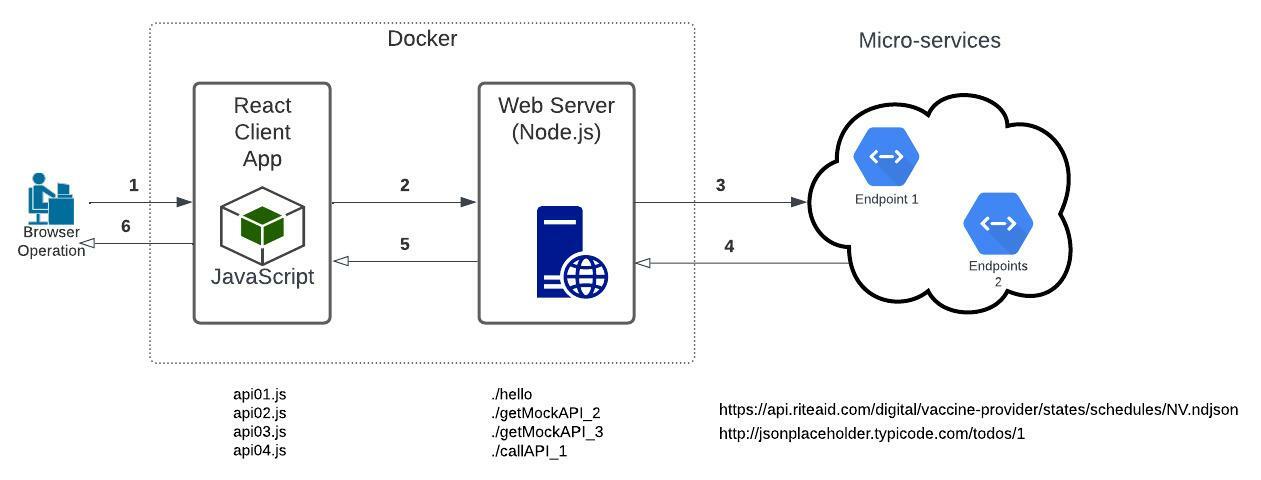 Docker
Micro-services
React
Client
App
JavaScript
Web Server
(Node.js)
Browser
Operation
1
6
2
5
3
4
Endpoint 1
Endpoints
2
api01.js
api02.js
api03.js
api04.js
./hello
./getMockAPI_2
./getMockAPI_3
./callAPI_1
https://api.riteaid.com/digital/vaccine-provider/states/schedules/NV.ndjson
http://jsonplaceholder.typicode.com/todos/1